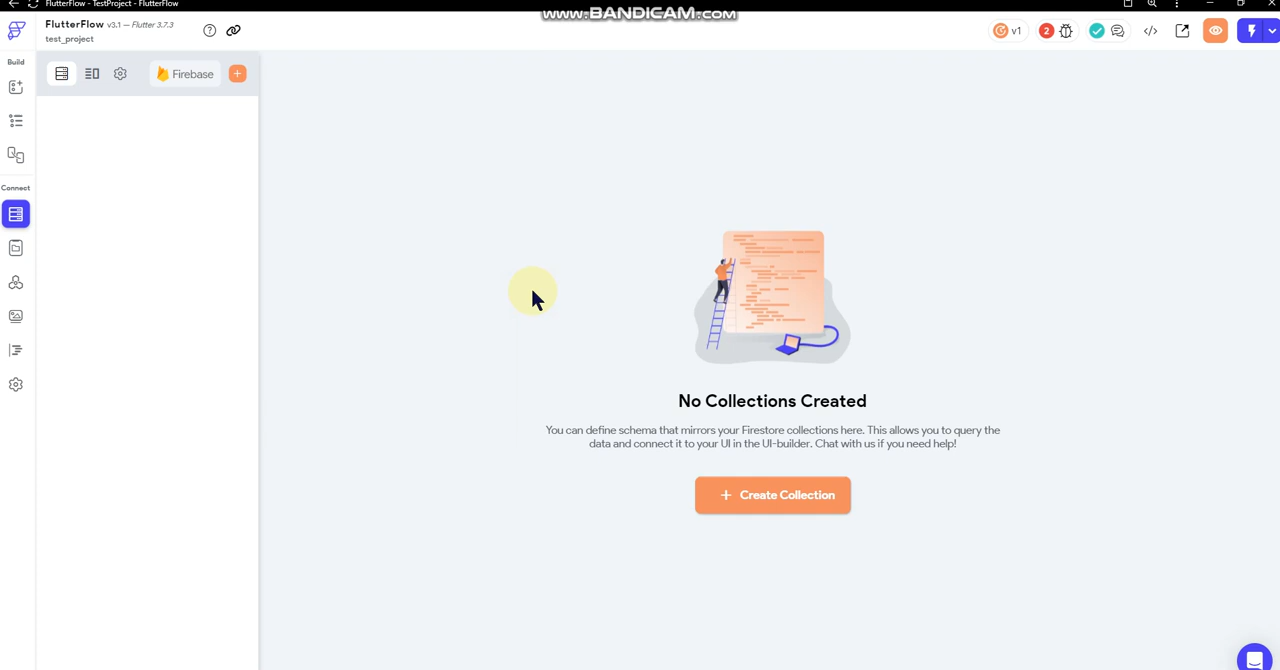 FlutterFlow - TestProject - FlutterFlow
www.BANDICAM.com
FlutterFlow v3.1 — Flutter 3.7.3
test_project
v1
2
Build
Firebase
Connect
No Collections Created
You can define schema that mirrors your Firestore collections here. This allows you to query the
data and connect it to your UI in the UI-builder. Chat with us if you need help!
+ Create Collection